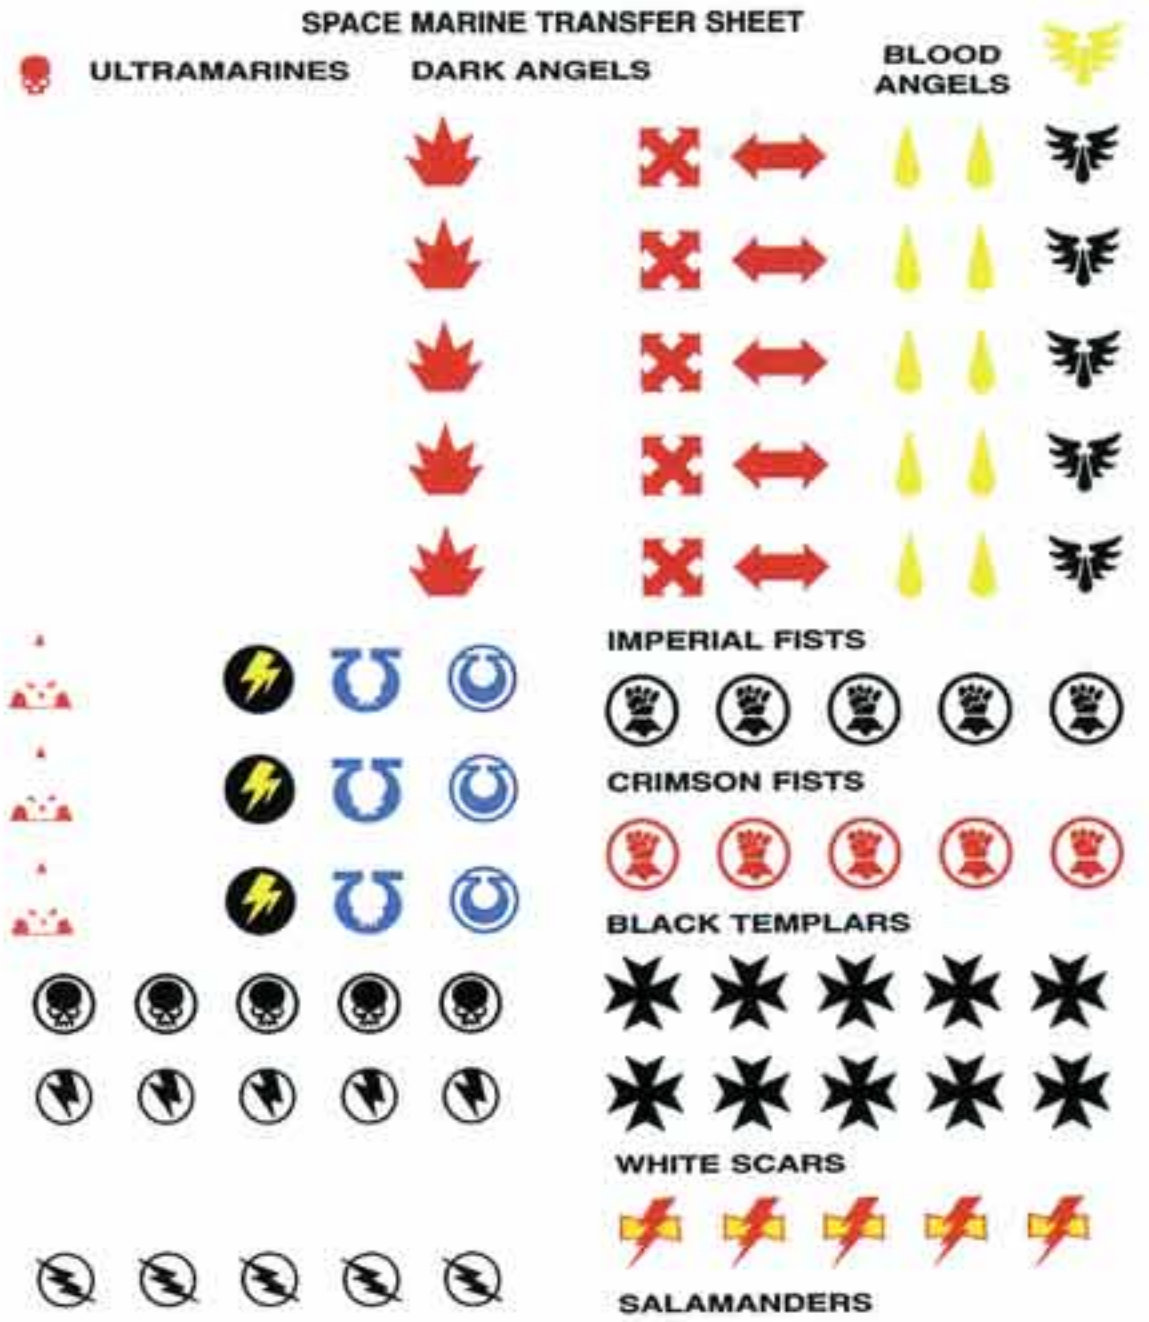 SPACE MARINE TRANSFER SHEET
ULTRAMARINES
DARK ANGELS
BLOOD
ANGELS
IMPERIAL FISTS
CRIMSON FISTS
BLACK TEMPLARS
WHITE SCARS
SALAMANDERS